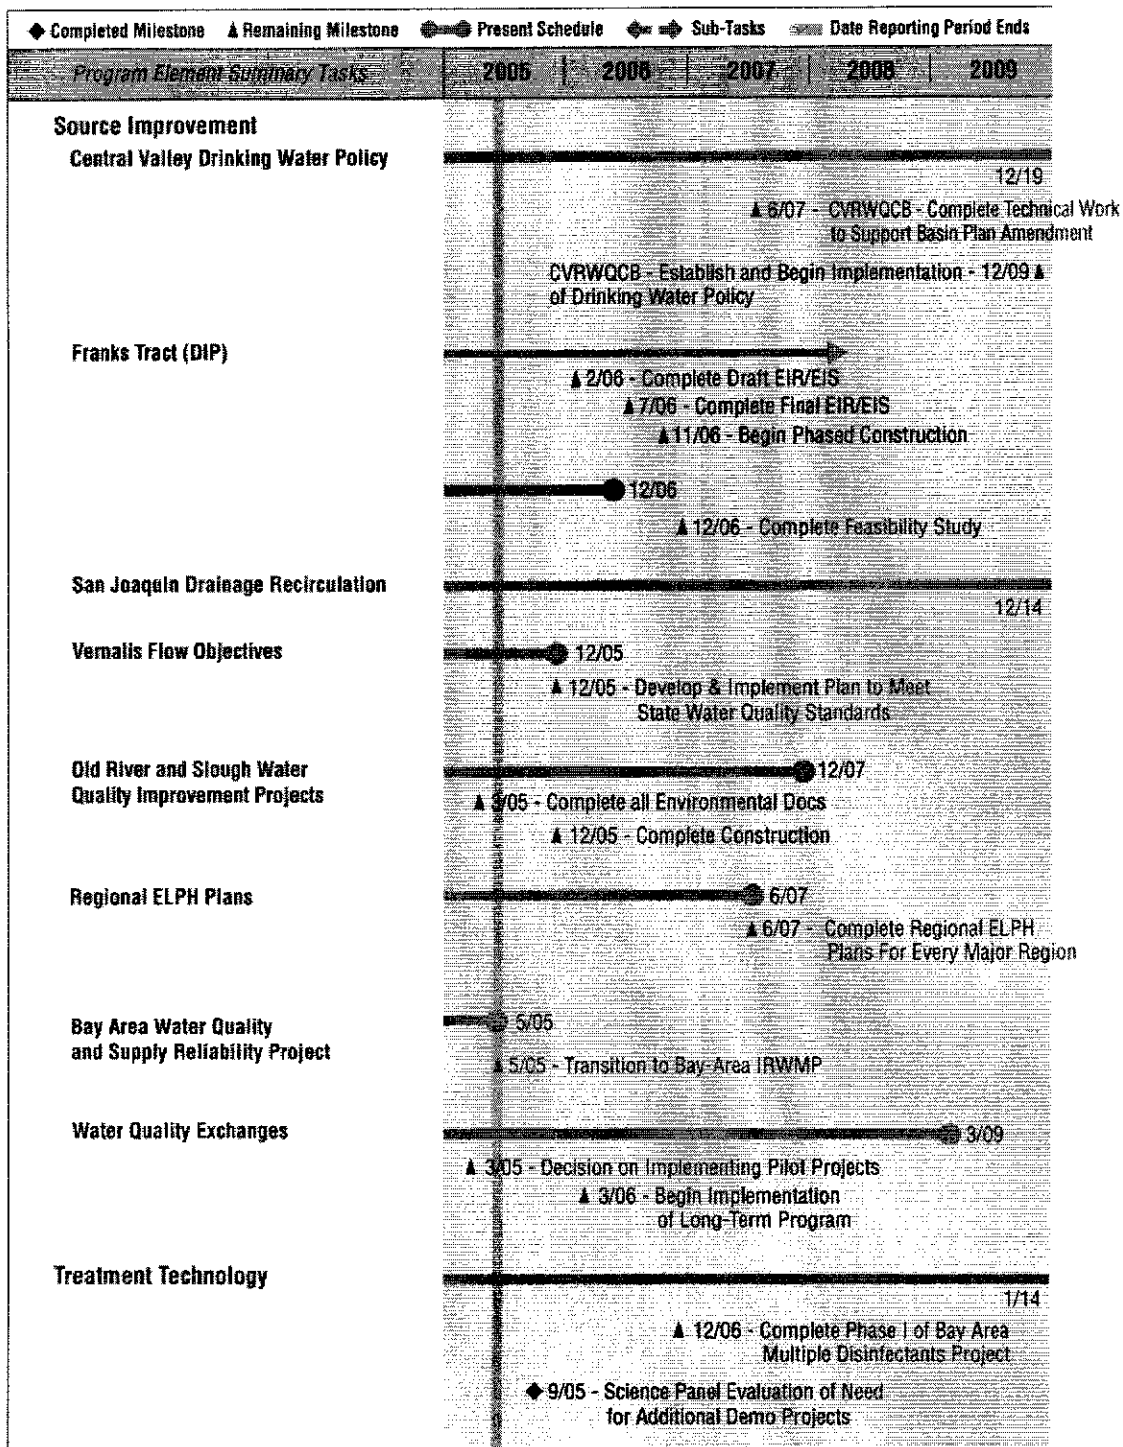 ◆ Completed Milestone ▲ Remaining Milestone Present Schedule Sub-Tasks Date Reporting Period Ends
Program Element Summary Tasks 2005 2006 2007 2008 2009
Source Improvement
Central Valley Drinking Water Policy
12/19
▲ 6/07 - CVRWQCB - Complete Technical Work
to Support Basin Plan Amendment
CVRWQCB - Establish and Begin Implementation - 12/09 ▲
of Drinking Water Policy
Franks Tract (DIP)
▲ 2/06 - Complete Draft EIR/EIS
▲ 7/06 - Complete Final EIR/EIS
▲ 11/06 - Begin Phased Construction
12/06
▲ 12/06 - Complete Feasibility Study
San Joaquin Drainage Recirculation
12/14
Vernalis Flow Objectives
12/05
▲ 12/05 - Develop & Implement Plan to Meet
State Water Quality Standards
Old River and Slough Water
Quality Improvement Projects
12/07
▲ 3/05 - Complete all Environmental Docs
▲ 12/05 - Complete Construction
Regional ELPH Plans
6/07
▲ 6/07 - Complete Regional ELPH
Plans For Every Major Region
Bay Area Water Quality
and Supply Reliability Project
5/05
▲ 5/05 - Transition to Bay-Area IRWMP
Water Quality Exchanges
3/09
▲ 3/05 - Decision on Implementing Pilot Projects
▲ 3/06 - Begin Implementation
of Long-Term Program
Treatment Technology
1/14
▲ 12/06 - Complete Phase I of Bay Area
Multiple Disinfectants Project
◆ 9/05 - Science Panel Evaluation of Need
for Additional Demo Projects